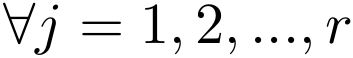 ∀j = 1, 2, ..., r